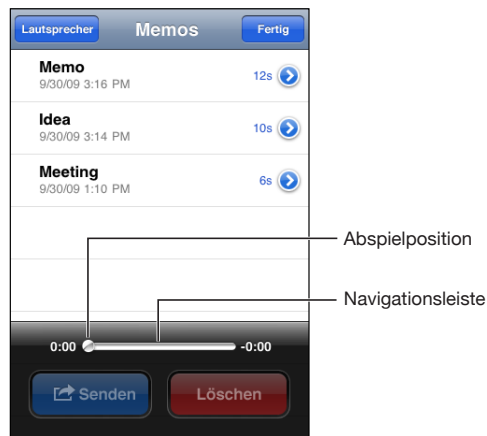 Lautsprecher Memos Fertig
Memo
9/30/09 3:16 PM
12s
Idea
9/30/09 3:14 PM
10s
Meeting
9/30/09 1:10 PM
6s
Abspielposition
Navigationsleiste
0:00 -0:00
Senden Löschen